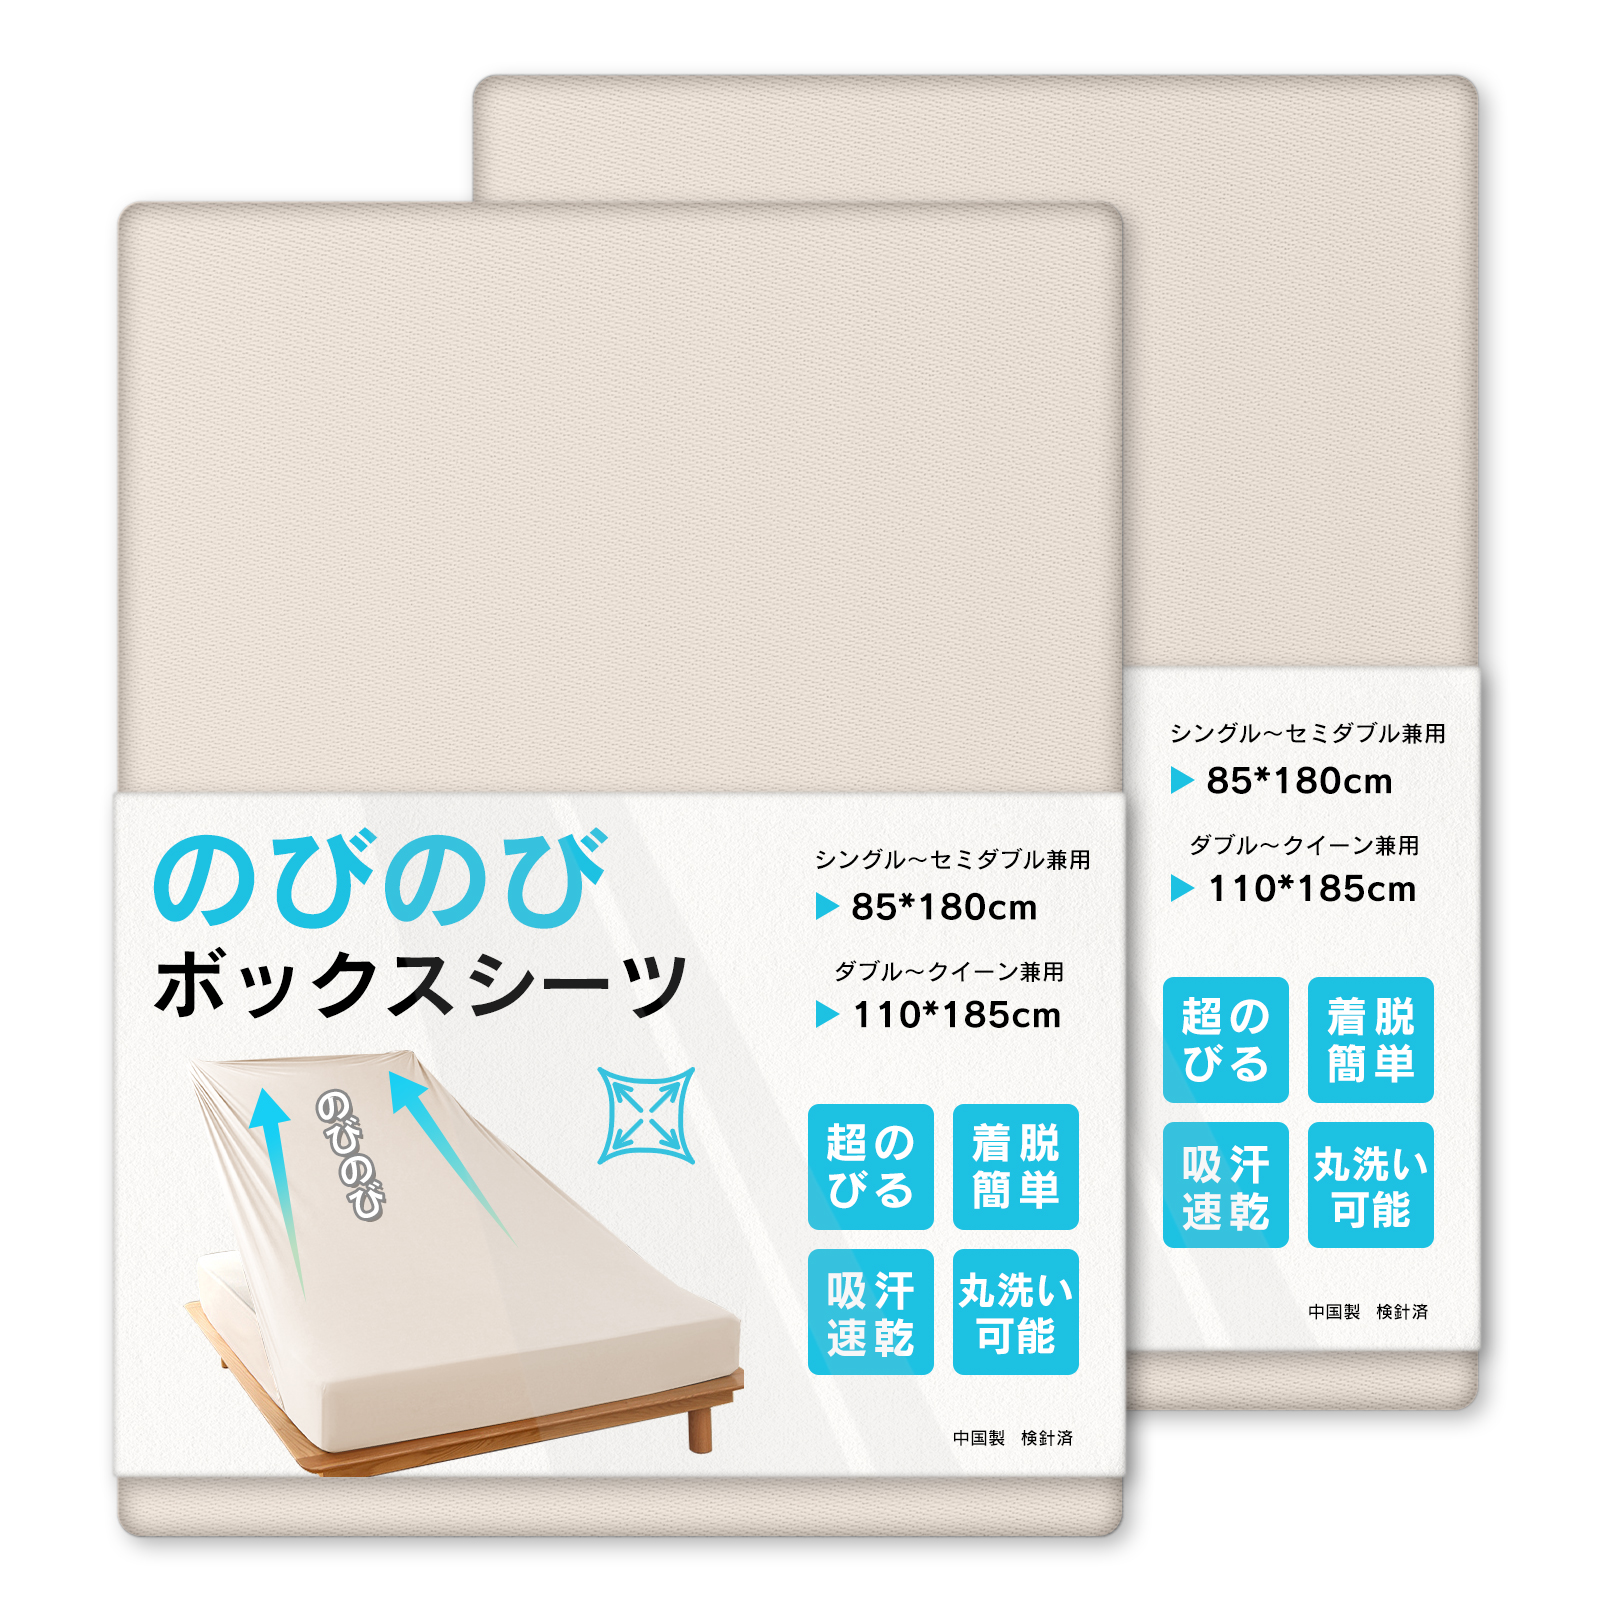 のびのび
ボックスシーツ
のびのび
シングル～セミダブル兼用
▶ 85*180cm
ダブル～クイーン兼用
▶ 110*185cm
超の
びる
着脱
簡単
吸汗
速乾
丸洗い
可能
中国製 検針済
シングル～セミダブル兼用
▶ 85*180cm
ダブル～クイーン兼用
▶ 110*185cm
超の
びる
着脱
簡単
吸汗
速乾
丸洗い
可能
中国製 検針済